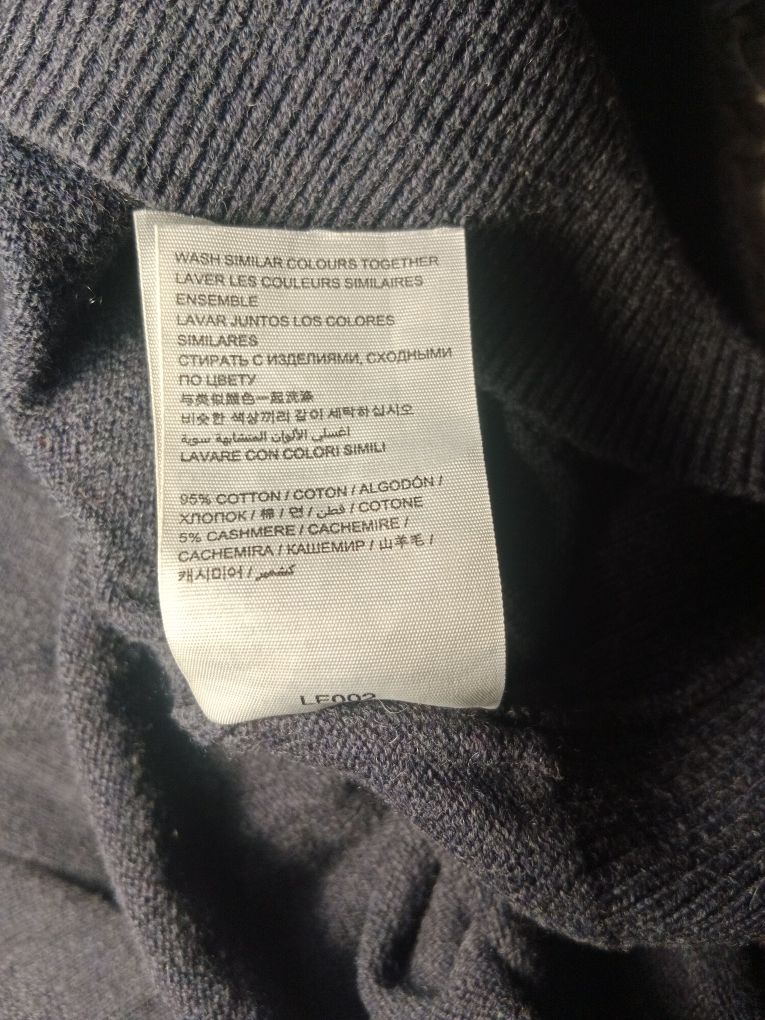 WASH SIMILAR COLOURS TOGETHER
LAVER LES COULEURS SIMILAIRES
ENSEMBLE
LAVAR JUNTOS LOS COLORES
SIMILARES
СТИРАТЬ С ИЗДЕЛИЯМИ, СХОДНЫМИ
ПО ЦВЕТУ
与类似颜色一起洗涤
비슷한 색상끼리 같이 세탁하십시오
اغسلي الألوان المتشابهة سوية
LAVARE CON COLORI SIMILI
95% COTTON / COTON / ALGODÓN /
ХЛОПОК / 棉 / 면 / قطن / COTONE
5% CASHMERE / CACHEMIRE /
CACHEMIRA / КАШЕМИР / 山羊毛 /
캐시미어 / كشمير
LF002